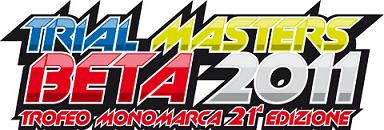 TRIAL MASTERS
BETA 2011
TROFEO MONOMARCA 21ª EDIZIONE